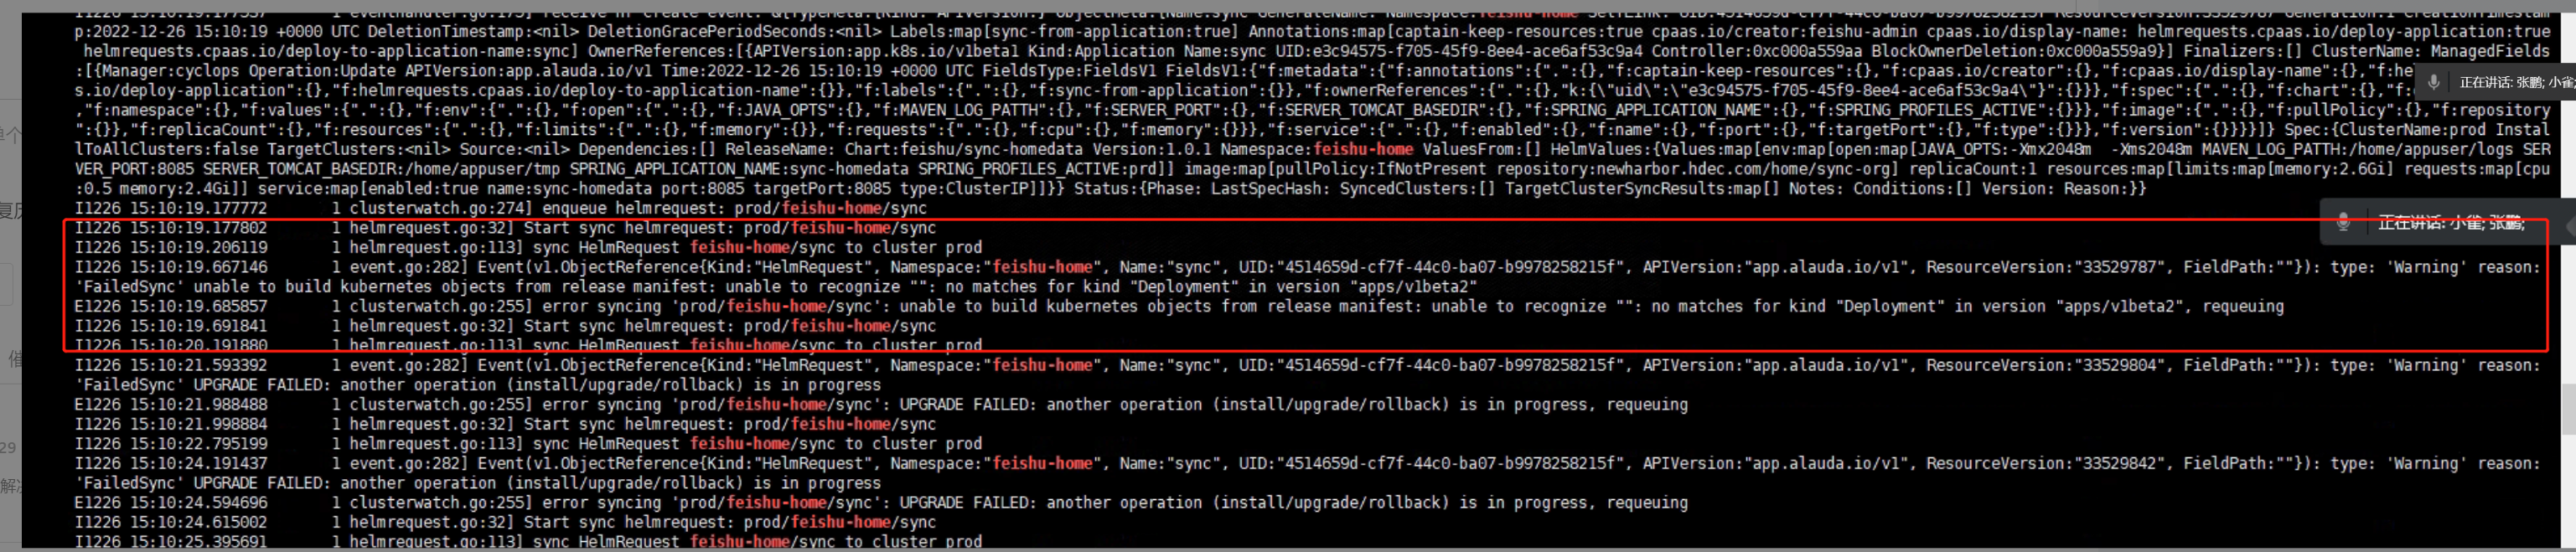 p:2022-12-26 15:10:19 +0000 UTC DeletionTimestamp:<nil> DeletionGracePeriodSeconds:<nil> Labels:map[sync-from-application:true] Annotations:map[captain-keep-resources:true cpaas.io/creator:feishu-admin cpaas.io/display-name: helmrequests.cpaas.io/deploy-to-application:true
helmrequests.cpaas.io/deploy-to-application-name:sync] OwnerReferences:[{APIVersion:app.k8s.io/v1beta1 Kind:Application Name:sync UID:e3c94575-f705-45f9-8ee4-ace6af53c9a4 Controller:0xc000a559aa BlockOwnerDeletion:0xc000a559a9}] Finalizers:[] ClusterName: ManagedFields
:[{Manager:cyclops Operation:Update APIVersion:app.alauda.io/v1 Time:2022-12-26 15:10:19 +0000 UTC FieldsType:FieldsV1 FieldsV1:{"f:metadata":{"f:annotations":{".":{},"f:captain-keep-resources":{},"f:cpaas.io/creator":{},"f:cpaas.io/display-name":{},"f:he
正在讲话: 张鹏; 小雀;
s.io/deploy-application":{},"f:helmrequests.cpaas.io/deploy-to-application-name":{}},"f:labels":{".":{},"f:sync-from-application":{}},"f:ownerReferences":{".":{},"k:{\"uid\":\"e3c94575-f705-45f9-8ee4-ace6af53c9a4\"}":{}}},"f:spec":{".":{},"f:chart":{},"f:c
,"f:namespace":{},"f:values":{".":{},"f:env":{".":{},"f:open":{".":{},"f:JAVA_OPTS":{},"f:MAVEN_LOG_PATTH":{},"f:SERVER_PORT":{},"f:SERVER_TOMCAT_BASEDIR":{},"f:SPRING_APPLICATION_NAME":{},"f:SPRING_PROFILES_ACTIVE":{}}},"f:image":{".":{},"f:pullPolicy":{},"f:repository
":{}},"f:replicaCount":{},"f:resources":{".":{},"f:limits":{".":{},"f:memory":{}},"f:requests":{".":{},"f:cpu":{},"f:memory":{}}},"f:service":{".":{},"f:enabled":{},"f:name":{},"f:port":{},"f:targetPort":{},"f:type":{}}},"f:version":{}}}}]} Spec:{ClusterName:prod Instal
lToAllClusters:false TargetClusters:<nil> Source:<nil> Dependencies:[] ReleaseName: Chart:feishu/sync-homedata Version:1.0.1 Namespace:feishu-home ValuesFrom:[] HelmValues:{Values:map[env:map[open:map[JAVA_OPTS:-Xmx2048m  -Xms2048m MAVEN_LOG_PATTH:/home/appuser/logs SER
VER_PORT:8085 SERVER_TOMCAT_BASEDIR:/home/appuser/tmp SPRING_APPLICATION_NAME:sync-homedata SPRING_PROFILES_ACTIVE:prd]] image:map[pullPolicy:IfNotPresent repository:newharbor.hdec.com/home/sync-org] replicaCount:1 resources:map[limits:map[memory:2.6Gi] requests:map[cpu
:0.5 memory:2.4Gi]] service:map[enabled:true name:sync-homedata port:8085 targetPort:8085 type:ClusterIP]]}} Status:{Phase: LastSpecHash: SyncedClusters:[] TargetClusterSyncResults:map[] Notes: Conditions:[] Version: Reason:}}
I1226 15:10:19.177772 1 clusterwatch.go:274] enqueue helmrequest: prod/feishu-home/sync
I1226 15:10:19.177802 1 helmrequest.go:32] Start sync helmrequest: prod/feishu-home/sync
正在讲话: 小雀; 张鹏;
I1226 15:10:19.206119 1 helmrequest.go:113] sync HelmRequest feishu-home/sync to cluster prod
I1226 15:10:19.667146 1 event.go:282] Event(v1.ObjectReference{Kind:"HelmRequest", Namespace:"feishu-home", Name:"sync", UID:"4514659d-cf7f-44c0-ba07-b9978258215f", APIVersion:"app.alauda.io/v1", ResourceVersion:"33529787", FieldPath:""}): type: 'Warning' reason:
'FailedSync' unable to build kubernetes objects from release manifest: unable to recognize "": no matches for kind "Deployment" in version "apps/v1beta2"
E1226 15:10:19.685857 1 clusterwatch.go:255] error syncing 'prod/feishu-home/sync': unable to build kubernetes objects from release manifest: unable to recognize "": no matches for kind "Deployment" in version "apps/v1beta2", requeuing
I1226 15:10:19.691841 1 helmrequest.go:32] Start sync helmrequest: prod/feishu-home/sync
I1226 15:10:20.191880 1 helmrequest.go:113] sync HelmRequest feishu-home/sync to cluster prod
I1226 15:10:21.593392 1 event.go:282] Event(v1.ObjectReference{Kind:"HelmRequest", Namespace:"feishu-home", Name:"sync", UID:"4514659d-cf7f-44c0-ba07-b9978258215f", APIVersion:"app.alauda.io/v1", ResourceVersion:"33529804", FieldPath:""}): type: 'Warning' reason:
'FailedSync' UPGRADE FAILED: another operation (install/upgrade/rollback) is in progress
E1226 15:10:21.988488 1 clusterwatch.go:255] error syncing 'prod/feishu-home/sync': UPGRADE FAILED: another operation (install/upgrade/rollback) is in progress, requeuing
I1226 15:10:21.998884 1 helmrequest.go:32] Start sync helmrequest: prod/feishu-home/sync
I1226 15:10:22.795199 1 helmrequest.go:113] sync HelmRequest feishu-home/sync to cluster prod
I1226 15:10:24.191437 1 event.go:282] Event(v1.ObjectReference{Kind:"HelmRequest", Namespace:"feishu-home", Name:"sync", UID:"4514659d-cf7f-44c0-ba07-b9978258215f", APIVersion:"app.alauda.io/v1", ResourceVersion:"33529842", FieldPath:""}): type: 'Warning' reason:
'FailedSync' UPGRADE FAILED: another operation (install/upgrade/rollback) is in progress
E1226 15:10:24.594696 1 clusterwatch.go:255] error syncing 'prod/feishu-home/sync': UPGRADE FAILED: another operation (install/upgrade/rollback) is in progress, requeuing
I1226 15:10:24.615002 1 helmrequest.go:32] Start sync helmrequest: prod/feishu-home/sync
I1226 15:10:25.395691 1 helmrequest.go:113] sync HelmRequest feishu-home/sync to cluster prod